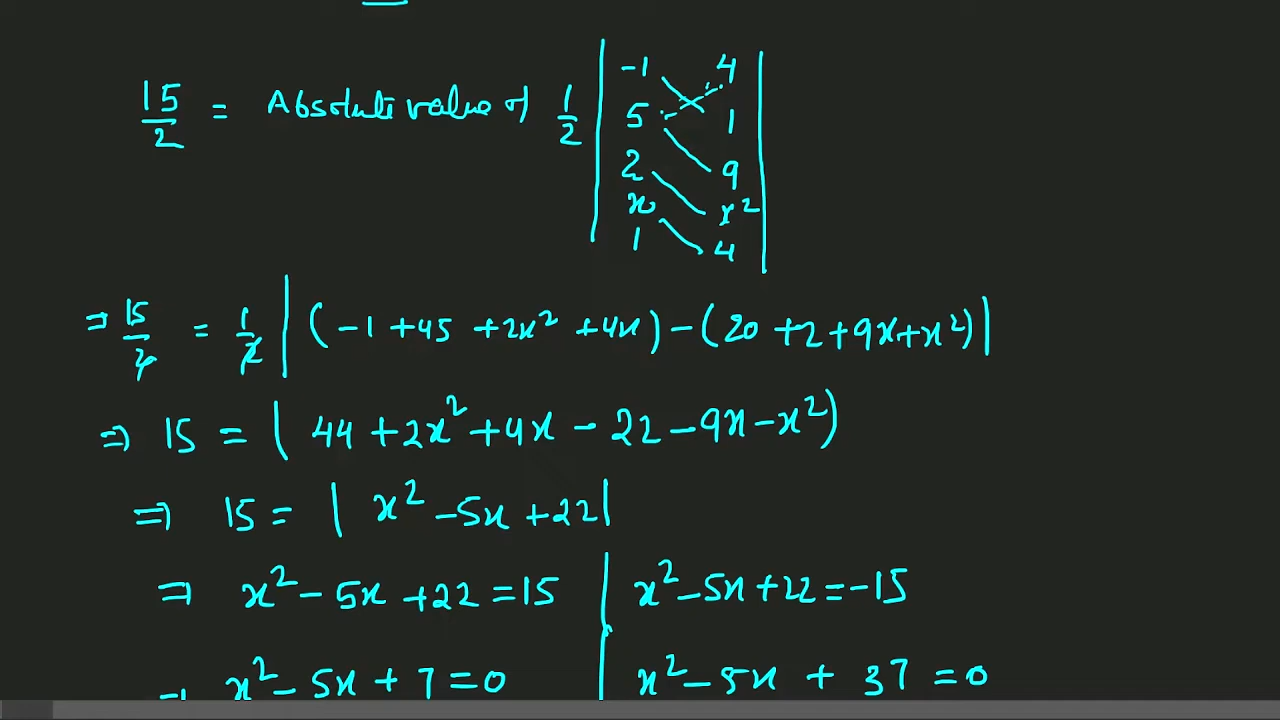 15/2 = Absolute value of 1/2 | -1 4
5 1
2 9
x x²
1 4 |
⇒ 15/2 = 1/2 | (-1 +45 +2x² +4x) - (20 +2 +9x+x²) |
⇒ 15 = ( 44 +2x² +4x - 22 - 9x - x² )
⇒ 15 = | x² - 5x +22 |
⇒ x² - 5x +22 = 15 | x² - 5x +22 = -15
⇒ x² - 5x + 7 = 0 | x² - 5x + 37 = 0